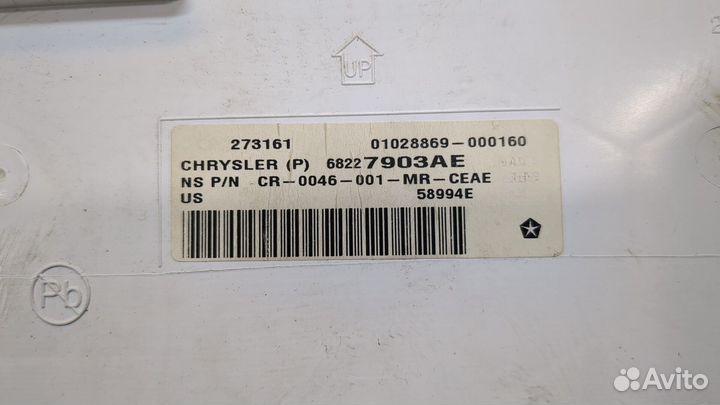 UP
273161 01028869-000160
CHRYSLER (P) 68227903AE
NS P/N CR-0046-001-MR-CEAE
US 58994E
Pb
Avito